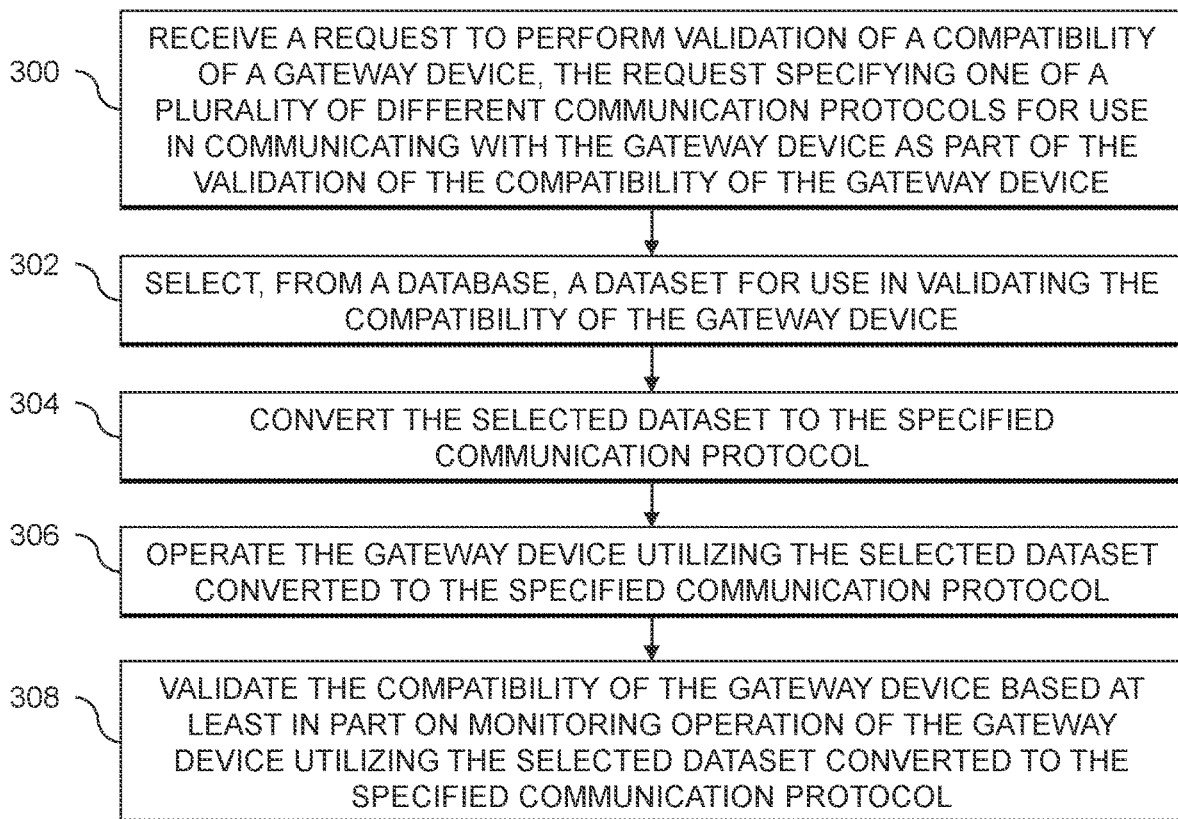 300
RECEIVE A REQUEST TO PERFORM VALIDATION OF A COMPATIBILITY
OF A GATEWAY DEVICE, THE REQUEST SPECIFYING ONE OF A
PLURALITY OF DIFFERENT COMMUNICATION PROTOCOLS FOR USE
IN COMMUNICATING WITH THE GATEWAY DEVICE AS PART OF THE
VALIDATION OF THE COMPATIBILITY OF THE GATEWAY DEVICE
302
SELECT, FROM A DATABASE, A DATASET FOR USE IN VALIDATING THE
COMPATIBILITY OF THE GATEWAY DEVICE
304
CONVERT THE SELECTED DATASET TO THE SPECIFIED
COMMUNICATION PROTOCOL
306
OPERATE THE GATEWAY DEVICE UTILIZING THE SELECTED DATASET
CONVERTED TO THE SPECIFIED COMMUNICATION PROTOCOL
308
VALIDATE THE COMPATIBILITY OF THE GATEWAY DEVICE BASED AT
LEAST IN PART ON MONITORING OPERATION OF THE GATEWAY
DEVICE UTILIZING THE SELECTED DATASET CONVERTED TO THE
SPECIFIED COMMUNICATION PROTOCOL